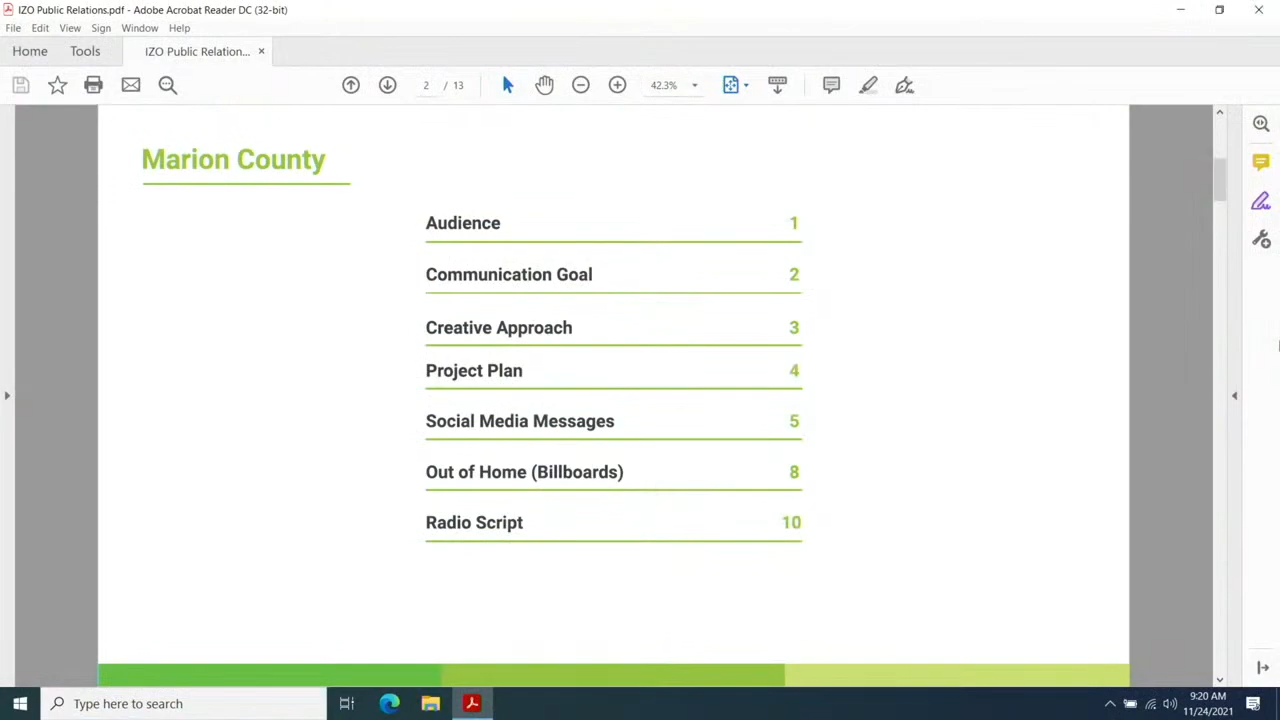 IZO Public Relations.pdf - Adobe Acrobat Reader DC (32-bit)
File Edit View Sign Window Help
Home Tools IZO Public Relation... ×
2 / 13 42.3%
Marion County
Audience 1
Communication Goal 2
Creative Approach 3
Project Plan 4
Social Media Messages 5
Out of Home (Billboards) 8
Radio Script 10
Type here to search
9:20 AM
11/24/2021